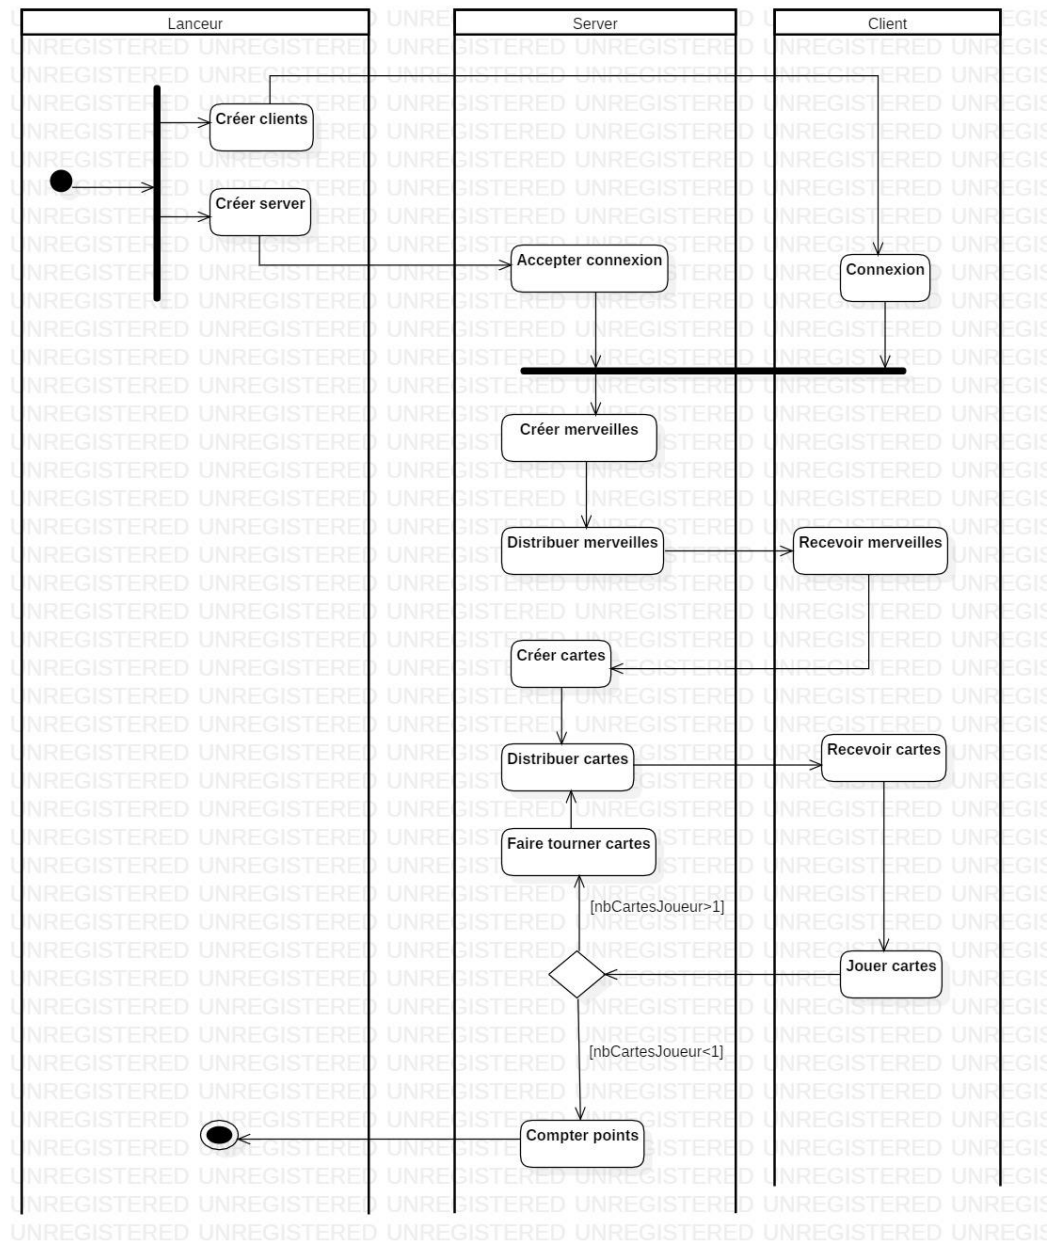 Lanceur
Server
Client
Créer clients
Créer server
Accepter connexion
Connexion
Créer merveilles
Distribuer merveilles
Recevoir merveilles
Créer cartes
Distribuer cartes
Recevoir cartes
Faire tourner cartes
[nbCartesJoueur>1]
Jouer cartes
[nbCartesJoueur<1]
Compter points
UNREGISTERED